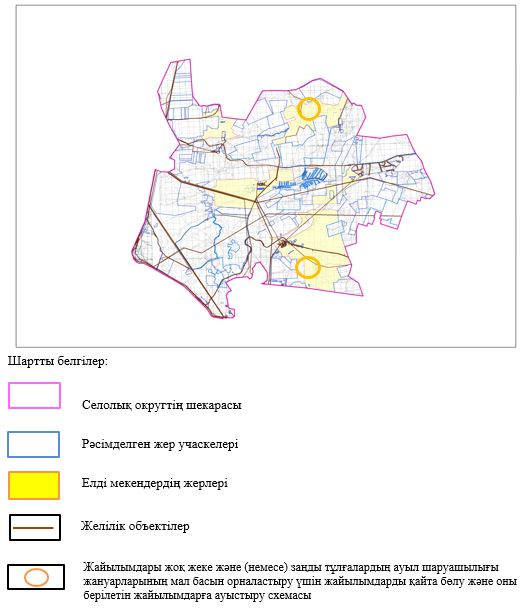 Шартты белгілер:
Селолық округтің шекарасы
Рәсімделген жер учаскелері
Елді мекендердің жерлері
Желілік объектілер
Жайылымдары жоқ жеке және (немесе) заңды тұлғалардың ауыл шаруашылығы
жануарларының мал басын орналастыру үшін жайылымдарды қайта бөлу және оны
берілетін жайылымдарға ауыстыру схемасы